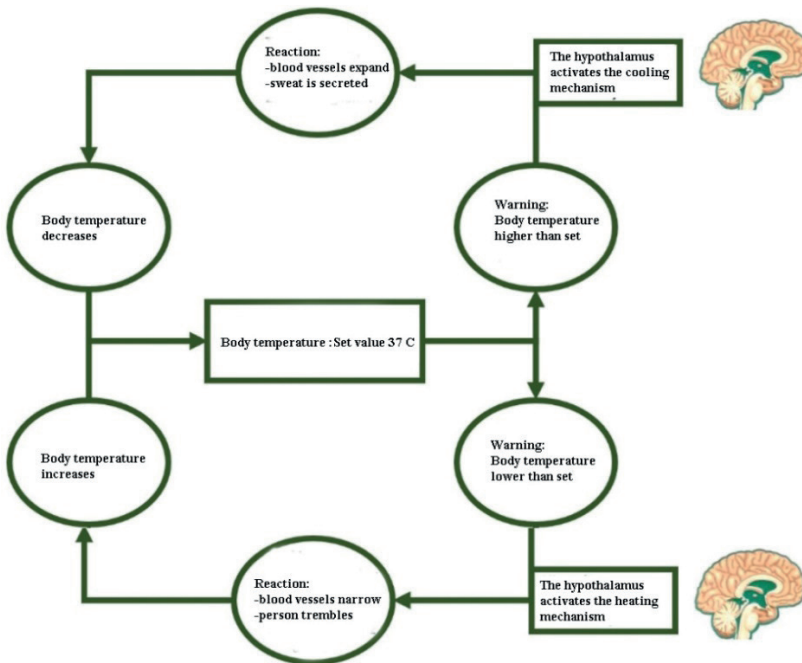 Reaction:
-blood vessels expand
-sweat is secreted
The hypothalamus
activates the cooling
mechanism
Body temperature
decreases
Warning:
Body temperature
higher than set
Body temperature :Set value 37 C
Body temperature
increases
Warning:
Body temperature
lower than set
Reaction:
-blood vessels narrow
-person trembles
The hypothalamus
activates the heating
mechanism